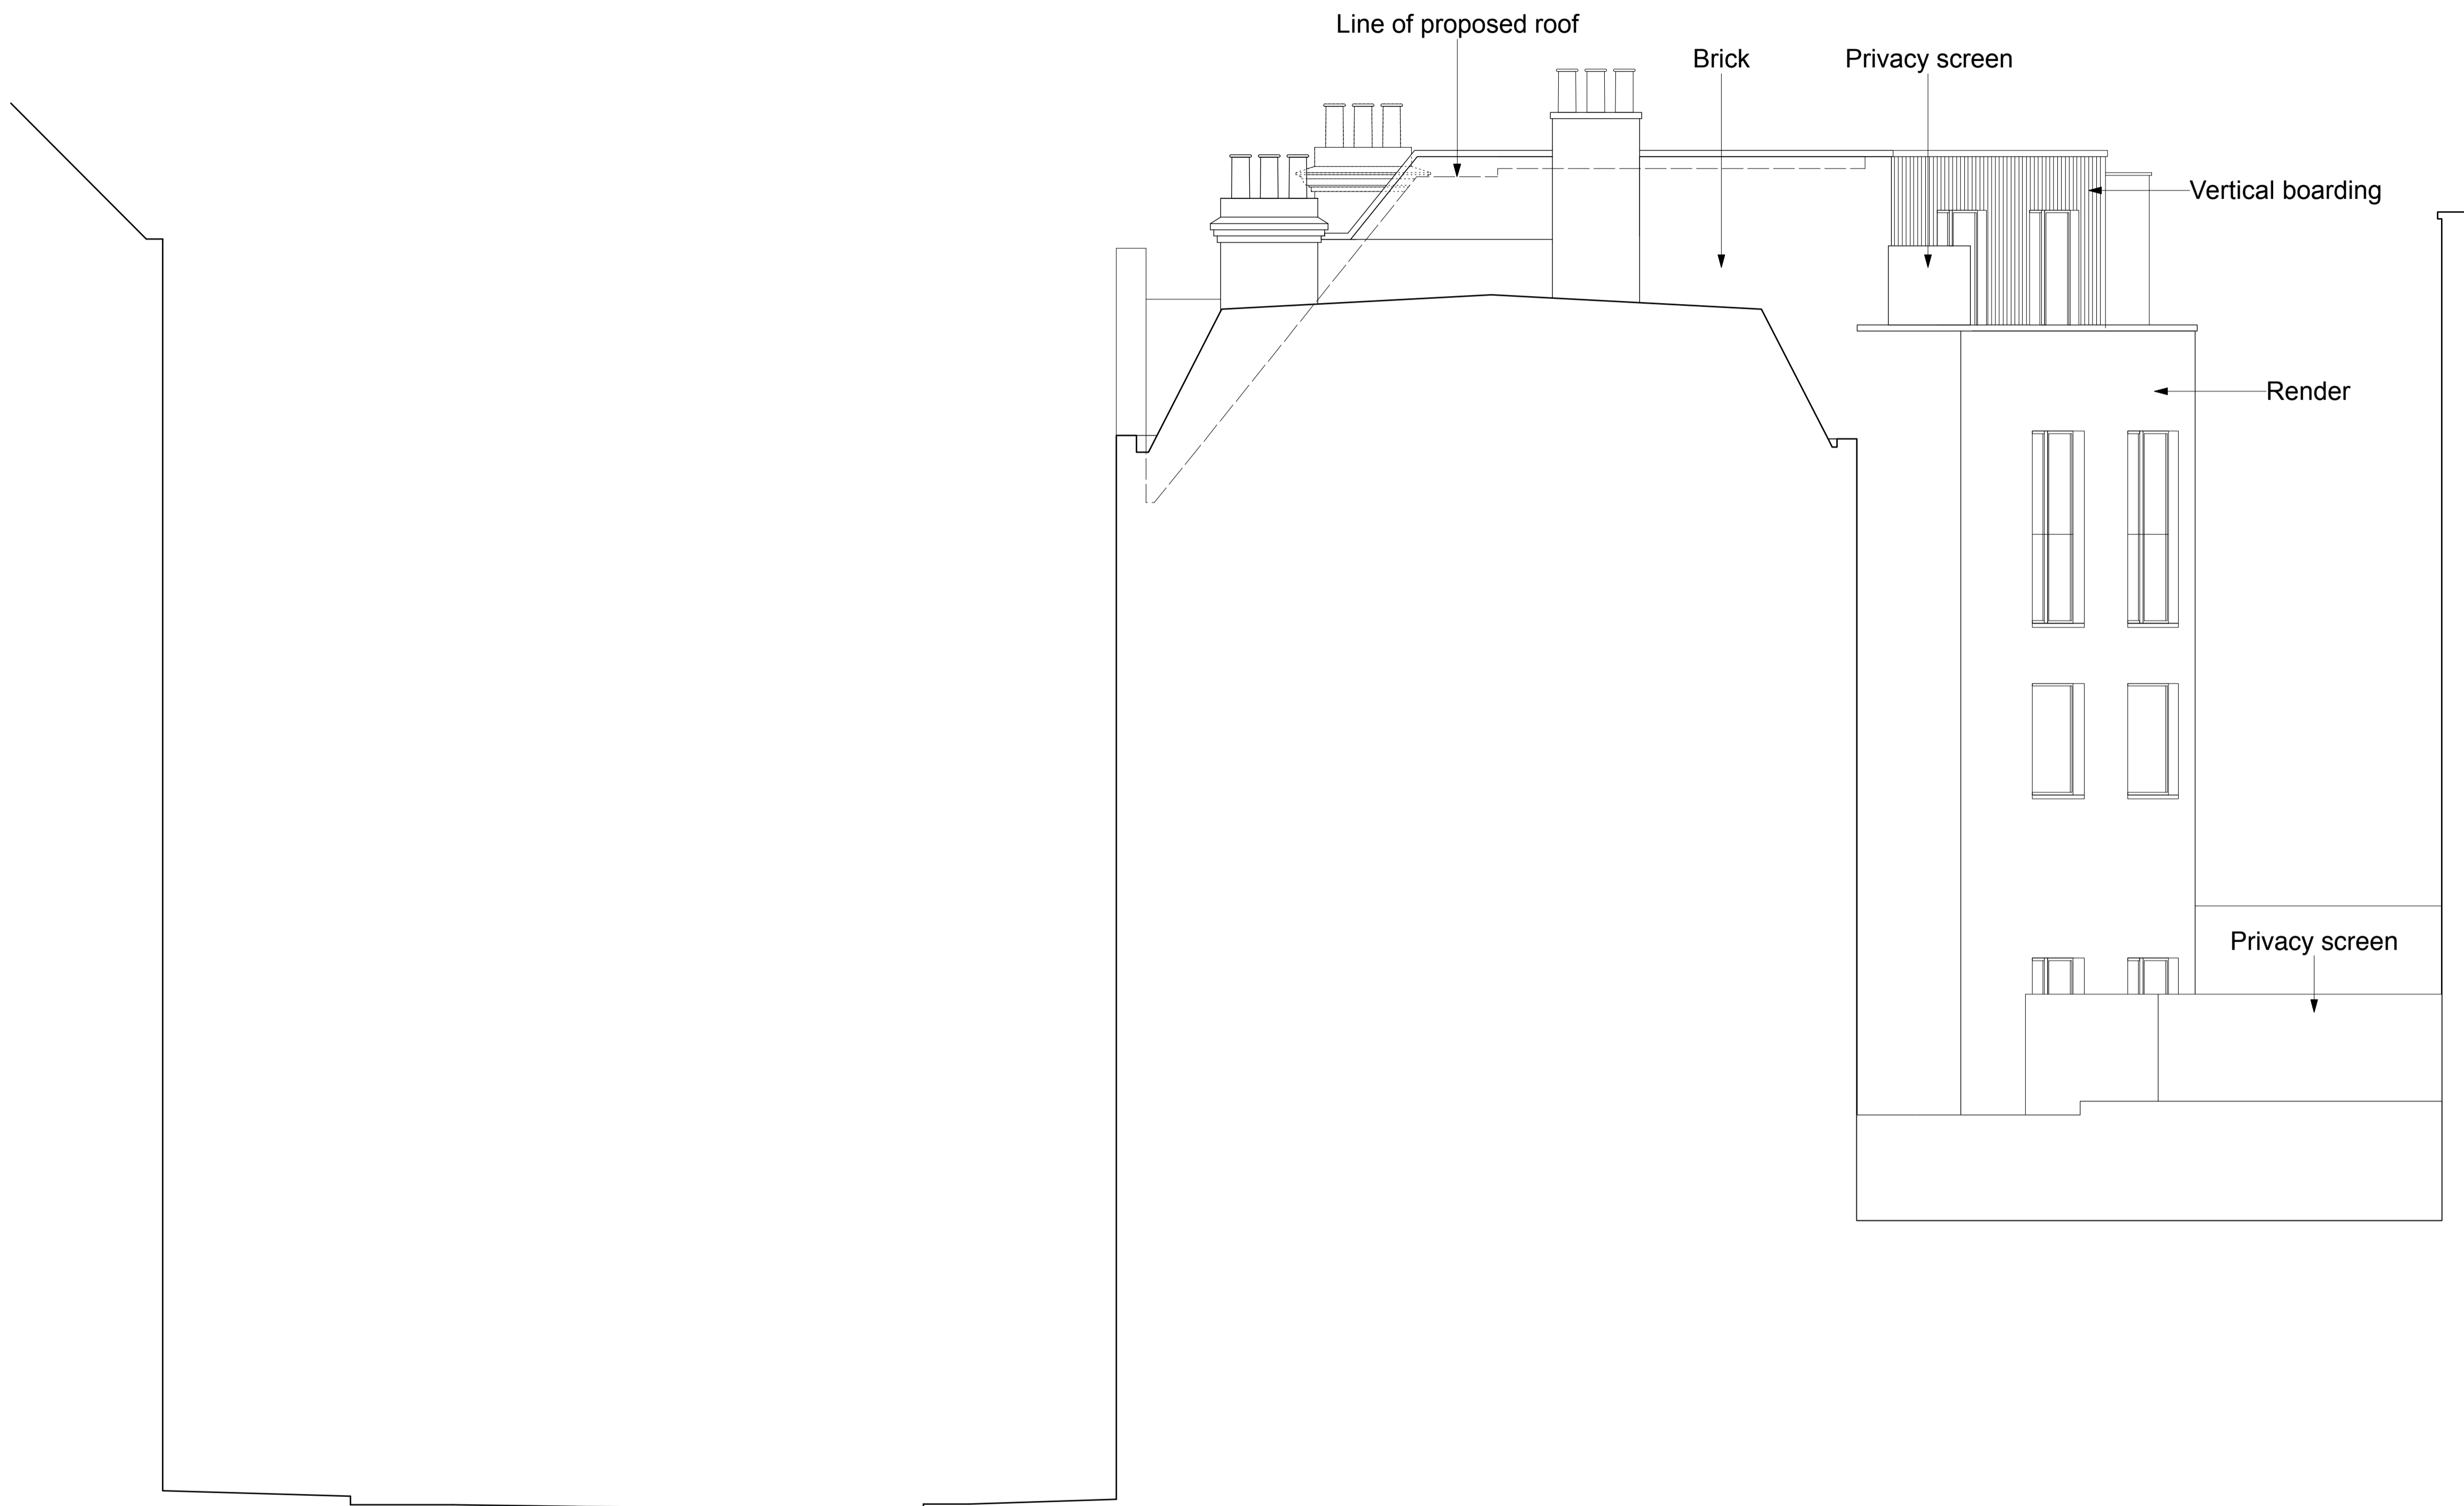 Line of proposed roof
Brick
Privacy screen
Vertical boarding
Render
Privacy screen